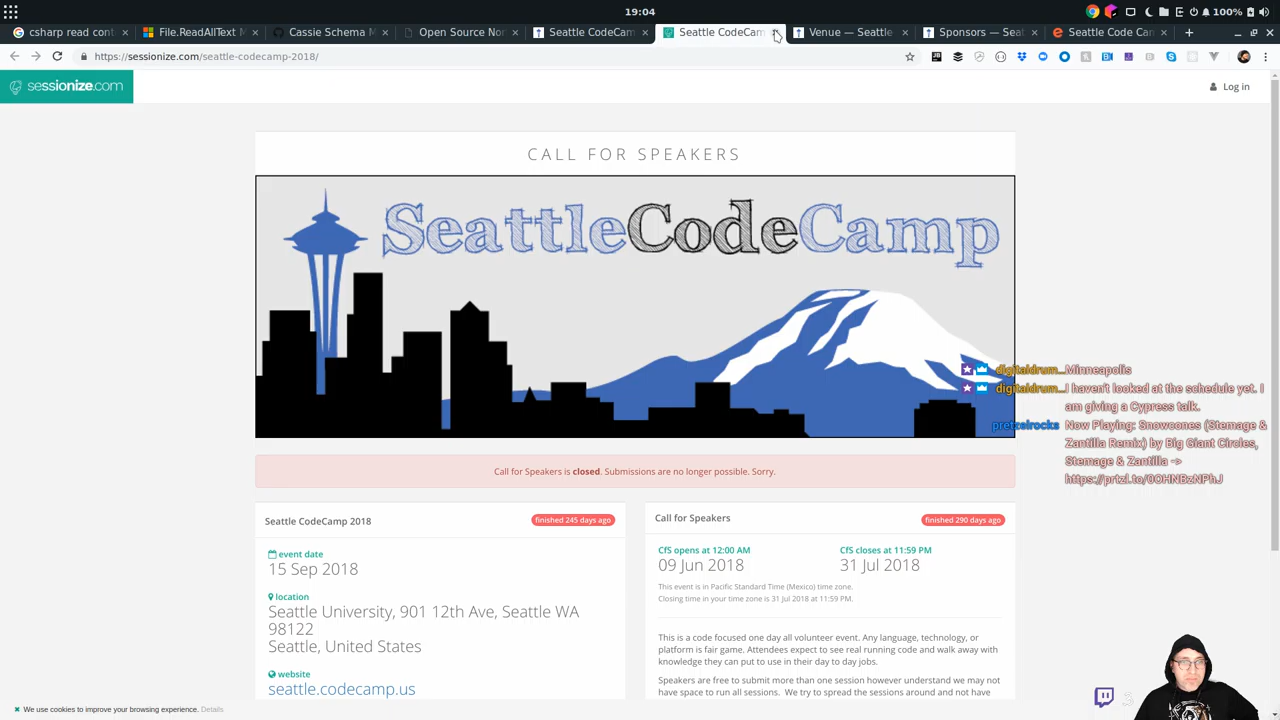 19:04
100%
csharp read cont
File.ReadAllText M
Cassie Schema M
Open Source No
Seattle CodeCam
Seattle CodeCam
Venue — Seattle
Sponsors — Seat
Seattle Code Car
https://sessionize.com/seattle-codecamp-2018/
sessionize.com
Log in
CALL FOR SPEAKERS
SeattleCodeCamp
digitaldrum... Minneapolis
digitaldrum... I haven't looked at the schedule yet. I
am giving a Cypress talk.
pretzelrocks Now Playing: Snowcones (Stemage &
Zantilla Remix) by Big Giant Circles,
Stemage & Zantilla ->
https://prtzl.to/0OHNBzNPhJ
Call for Speakers is closed. Submissions are no longer possible. Sorry.
Seattle CodeCamp 2018
finished 245 days ago
event date
15 Sep 2018
location
Seattle University, 901 12th Ave, Seattle WA
98122
Seattle, United States
website
seattle.codecamp.us
Call for Speakers
finished 290 days ago
CfS opens at 12:00 AM
09 Jun 2018
CfS closes at 11:59 PM
31 Jul 2018
This event is in Pacific Standard Time (Mexico) time zone.
Closing time in your time zone is 31 Jul 2018 at 11:59 PM.
This is a code focused one day all volunteer event. Any language, technology, or
platform is fair game. Attendees expect to see real running code and walk away with
knowledge they can put to use in their day to day jobs.
Speakers are free to submit more than one session however understand we may not
have space to run all sessions. We try to spread the sessions around and not have
We use cookies to improve your browsing experience. Details